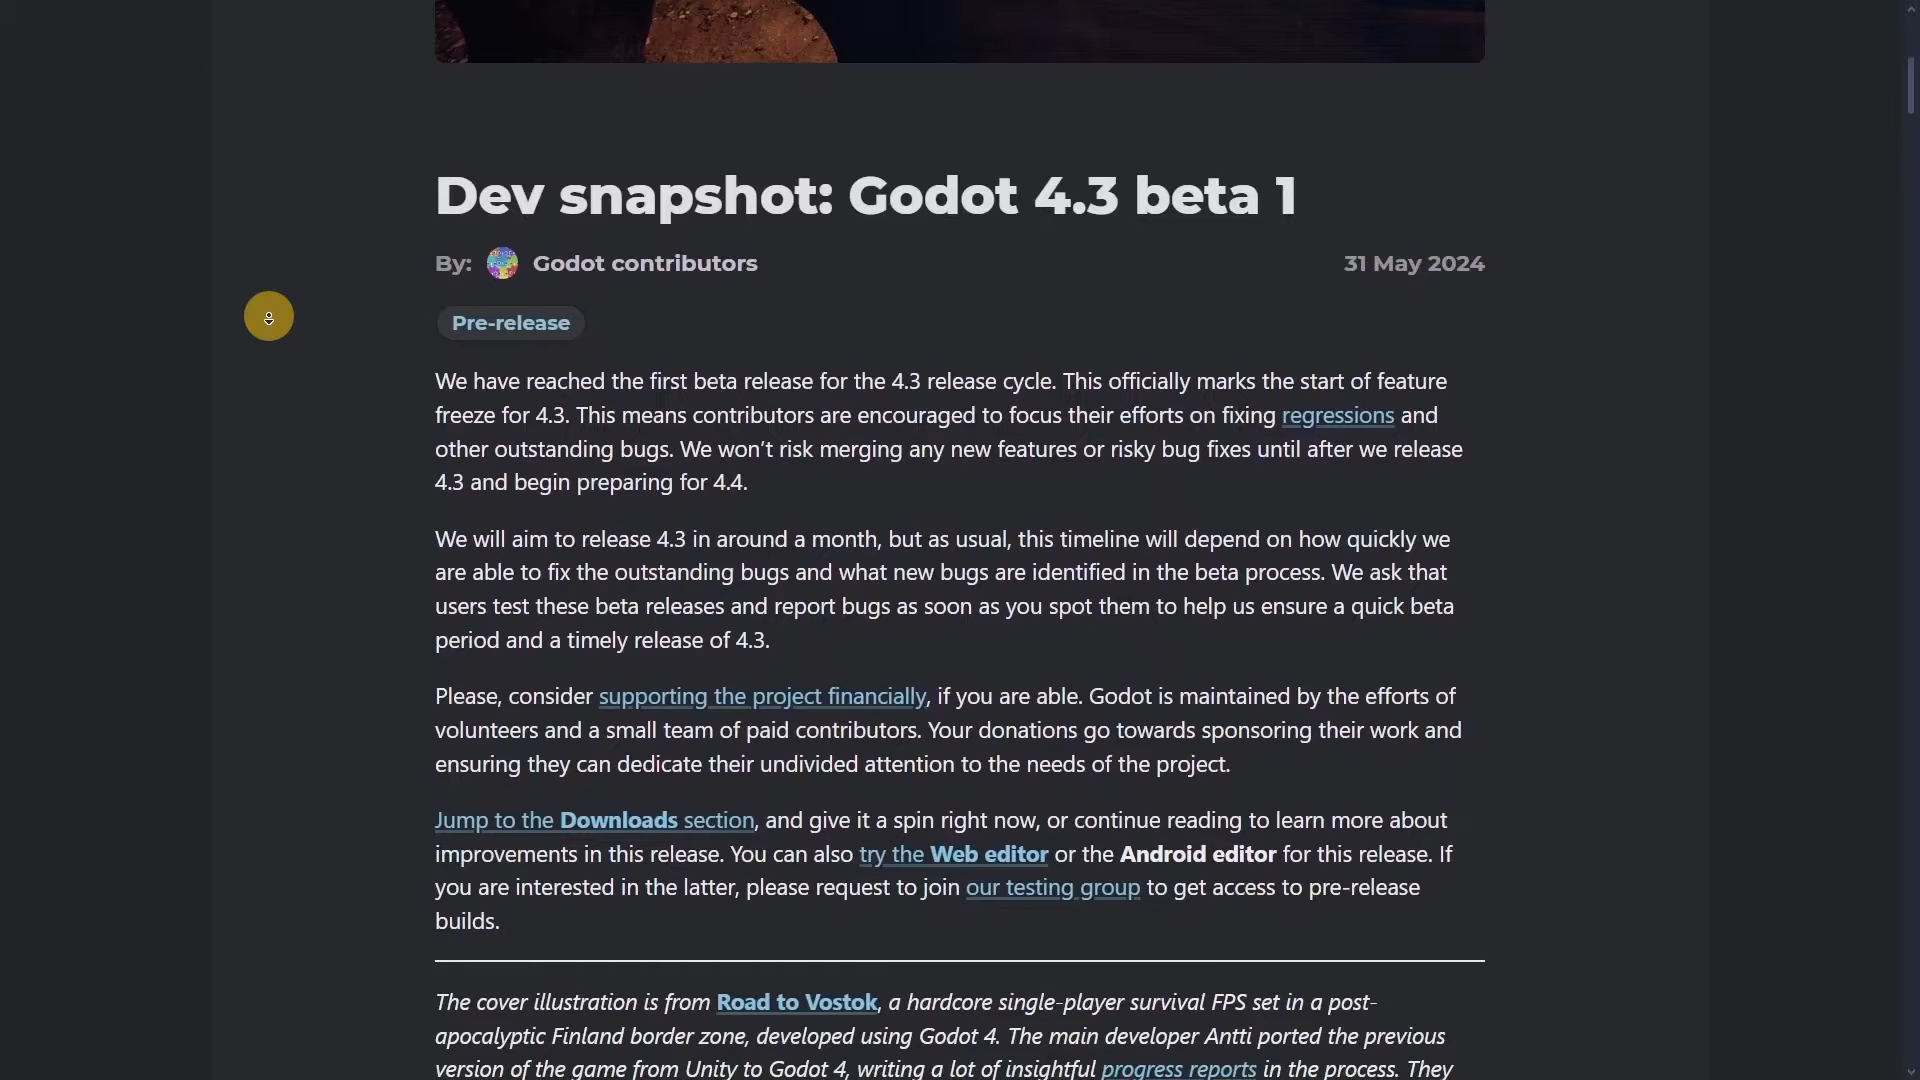 Dev snapshot: Godot 4.3 beta 1
By: Godot contributors 31 May 2024
Pre-release
We have reached the first beta release for the 4.3 release cycle. This officially marks the start of feature
freeze for 4.3. This means contributors are encouraged to focus their efforts on fixing regressions and
other outstanding bugs. We won’t risk merging any new features or risky bug fixes until after we release
4.3 and begin preparing for 4.4.
We will aim to release 4.3 in around a month, but as usual, this timeline will depend on how quickly we
are able to fix the outstanding bugs and what new bugs are identified in the beta process. We ask that
users test these beta releases and report bugs as soon as you spot them to help us ensure a quick beta
period and a timely release of 4.3.
Please, consider supporting the project financially, if you are able. Godot is maintained by the efforts of
volunteers and a small team of paid contributors. Your donations go towards sponsoring their work and
ensuring they can dedicate their undivided attention to the needs of the project.
Jump to the Downloads section, and give it a spin right now, or continue reading to learn more about
improvements in this release. You can also try the Web editor or the Android editor for this release. If
you are interested in the latter, please request to join our testing group to get access to pre-release
builds.
The cover illustration is from Road to Vostok, a hardcore single-player survival FPS set in a post-
apocalyptic Finland border zone, developed using Godot 4. The main developer Antti ported the previous
version of the game from Unity to Godot 4, writing a lot of insightful progress reports in the process. They